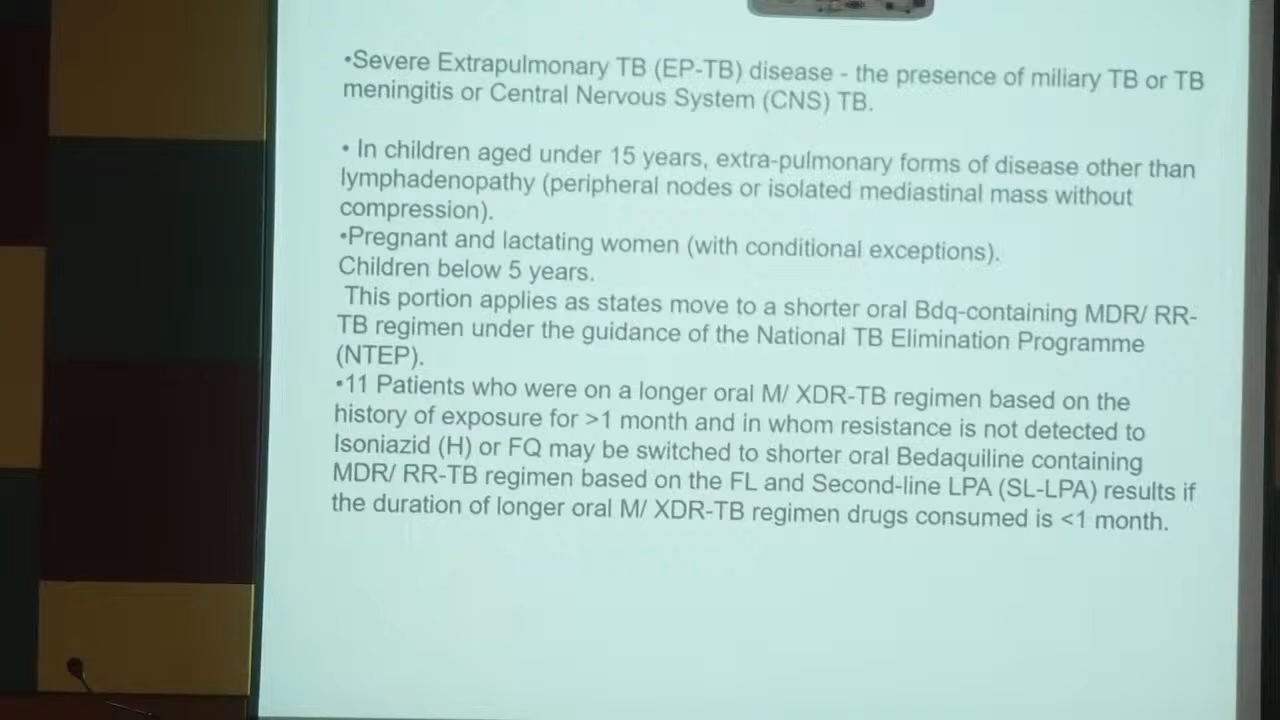 •Severe Extrapulmonary TB (EP-TB) disease - the presence of miliary TB or TB
meningitis or Central Nervous System (CNS) TB.
• In children aged under 15 years, extra-pulmonary forms of disease other than
lymphadenopathy (peripheral nodes or isolated mediastinal mass without
compression).
•Pregnant and lactating women (with conditional exceptions).
Children below 5 years.
This portion applies as states move to a shorter oral Bdq-containing MDR/ RR-
TB regimen under the guidance of the National TB Elimination Programme
(NTEP).
•11 Patients who were on a longer oral M/ XDR-TB regimen based on the
history of exposure for >1 month and in whom resistance is not detected to
Isoniazid (H) or FQ may be switched to shorter oral Bedaquiline containing
MDR/ RR-TB regimen based on the FL and Second-line LPA (SL-LPA) results if
the duration of longer oral M/ XDR-TB regimen drugs consumed is <1 month.